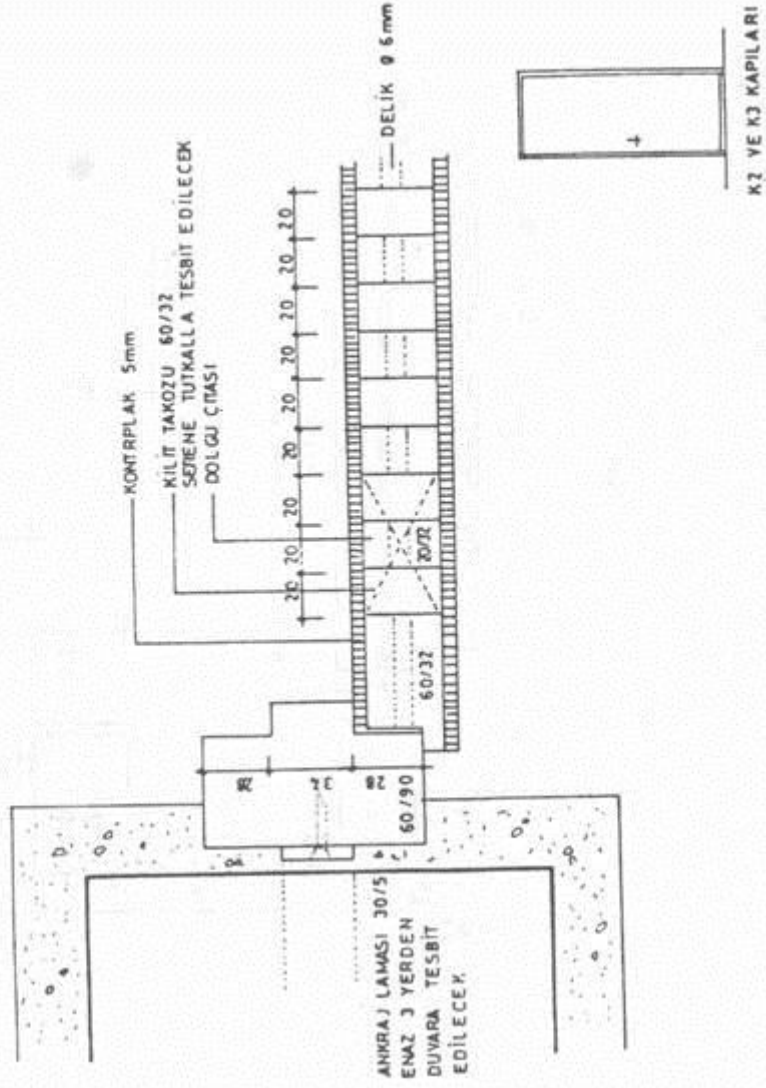 KONTRPLAK 5mm
KİLİT TAKOZU 60/32
SERENE TUTKALLA TESBİT EDİLECEK
DOLGU ÇITASI
20
20
20
20
20
20
20
20
20
DELİK ø 6mm
60/32
20/32
28
32
28
60/90
ANKRAJ LAMASI 30/5
ENAZ 3 YERDEN
DUVARA TESBİT
EDİLECEK
K2 VE K3 KAPILARI